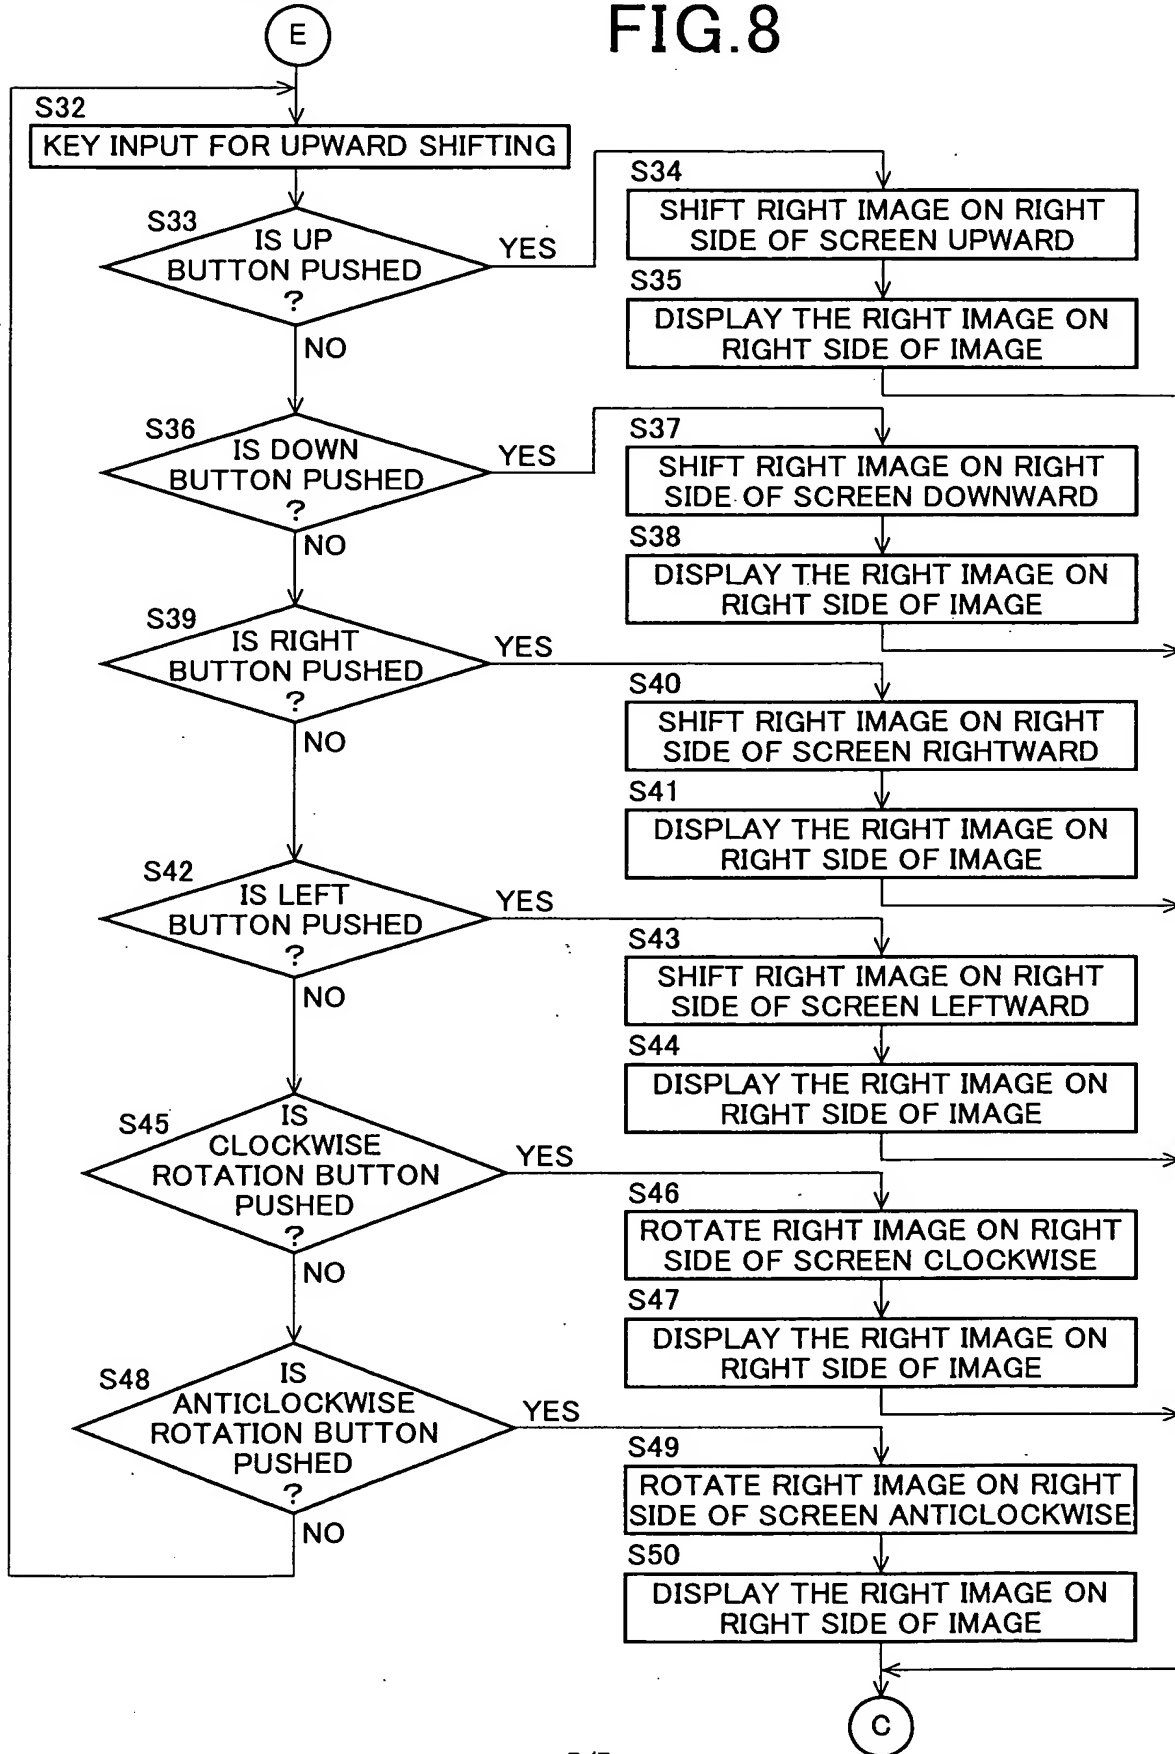 FIG.8
E
S32
KEY INPUT FOR UPWARD SHIFTING
S33
IS UP
BUTTON PUSHED
?
YES
NO
S34
SHIFT RIGHT IMAGE ON RIGHT
SIDE OF SCREEN UPWARD
S35
DISPLAY THE RIGHT IMAGE ON
RIGHT SIDE OF IMAGE
S36
IS DOWN
BUTTON PUSHED
?
YES
NO
S37
SHIFT RIGHT IMAGE ON RIGHT
SIDE OF SCREEN DOWNWARD
S38
DISPLAY THE RIGHT IMAGE ON
RIGHT SIDE OF IMAGE
S39
IS RIGHT
BUTTON PUSHED
?
YES
NO
S40
SHIFT RIGHT IMAGE ON RIGHT
SIDE OF SCREEN RIGHTWARD
S41
DISPLAY THE RIGHT IMAGE ON
RIGHT SIDE OF IMAGE
S42
IS LEFT
BUTTON PUSHED
?
YES
NO
S43
SHIFT RIGHT IMAGE ON RIGHT
SIDE OF SCREEN LEFTWARD
S44
DISPLAY THE RIGHT IMAGE ON
RIGHT SIDE OF IMAGE
S45
IS
CLOCKWISE
ROTATION BUTTON
PUSHED
?
YES
NO
S46
ROTATE RIGHT IMAGE ON RIGHT
SIDE OF SCREEN CLOCKWISE
S47
DISPLAY THE RIGHT IMAGE ON
RIGHT SIDE OF IMAGE
S48
IS
ANTICLOCKWISE
ROTATION BUTTON
PUSHED
?
YES
NO
S49
ROTATE RIGHT IMAGE ON RIGHT
SIDE OF SCREEN ANTICLOCKWISE
S50
DISPLAY THE RIGHT IMAGE ON
RIGHT SIDE OF IMAGE
C